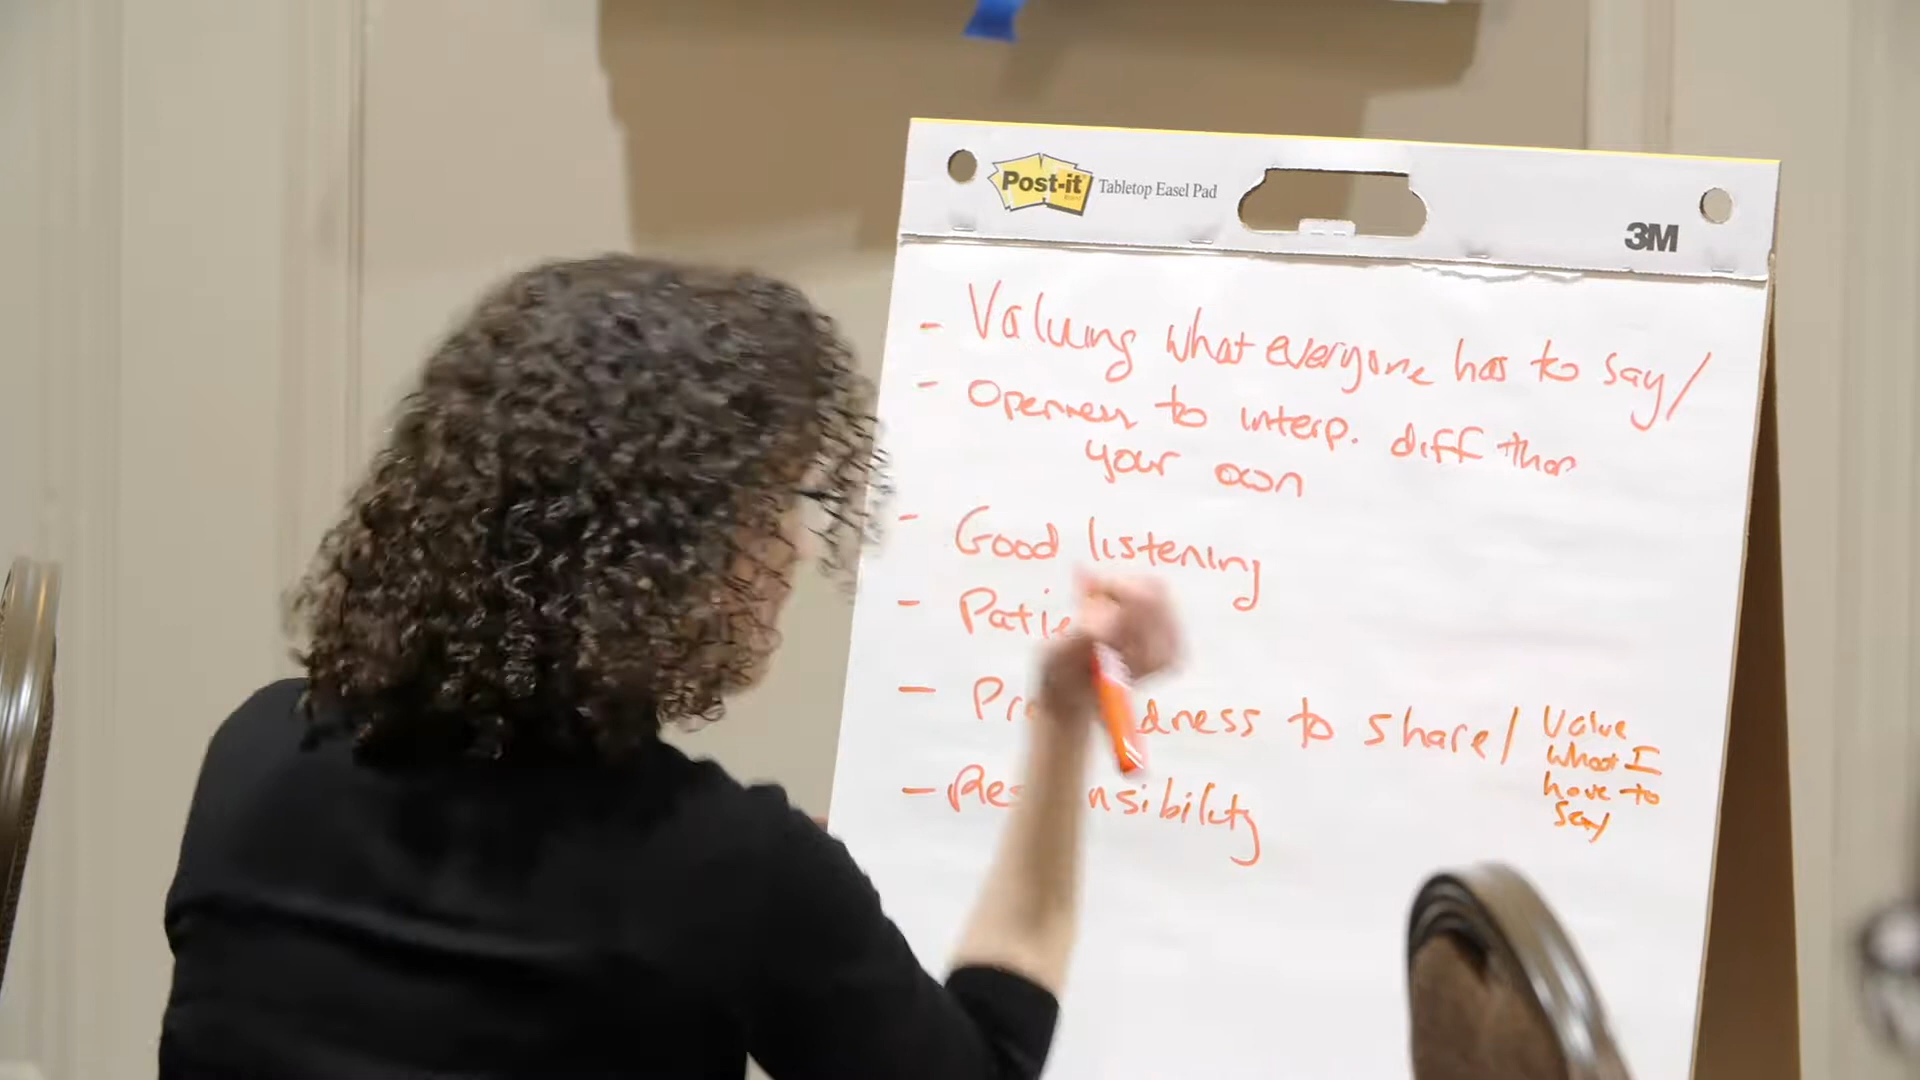 Post-it Tabletop Easel Pad
3M
- Valuing what everyone has to say/
- Openness to interp. diff than
your own
- Good listening
- Patie
- Pr dness to share/ Value
what I
have to
say
- Res nsibility